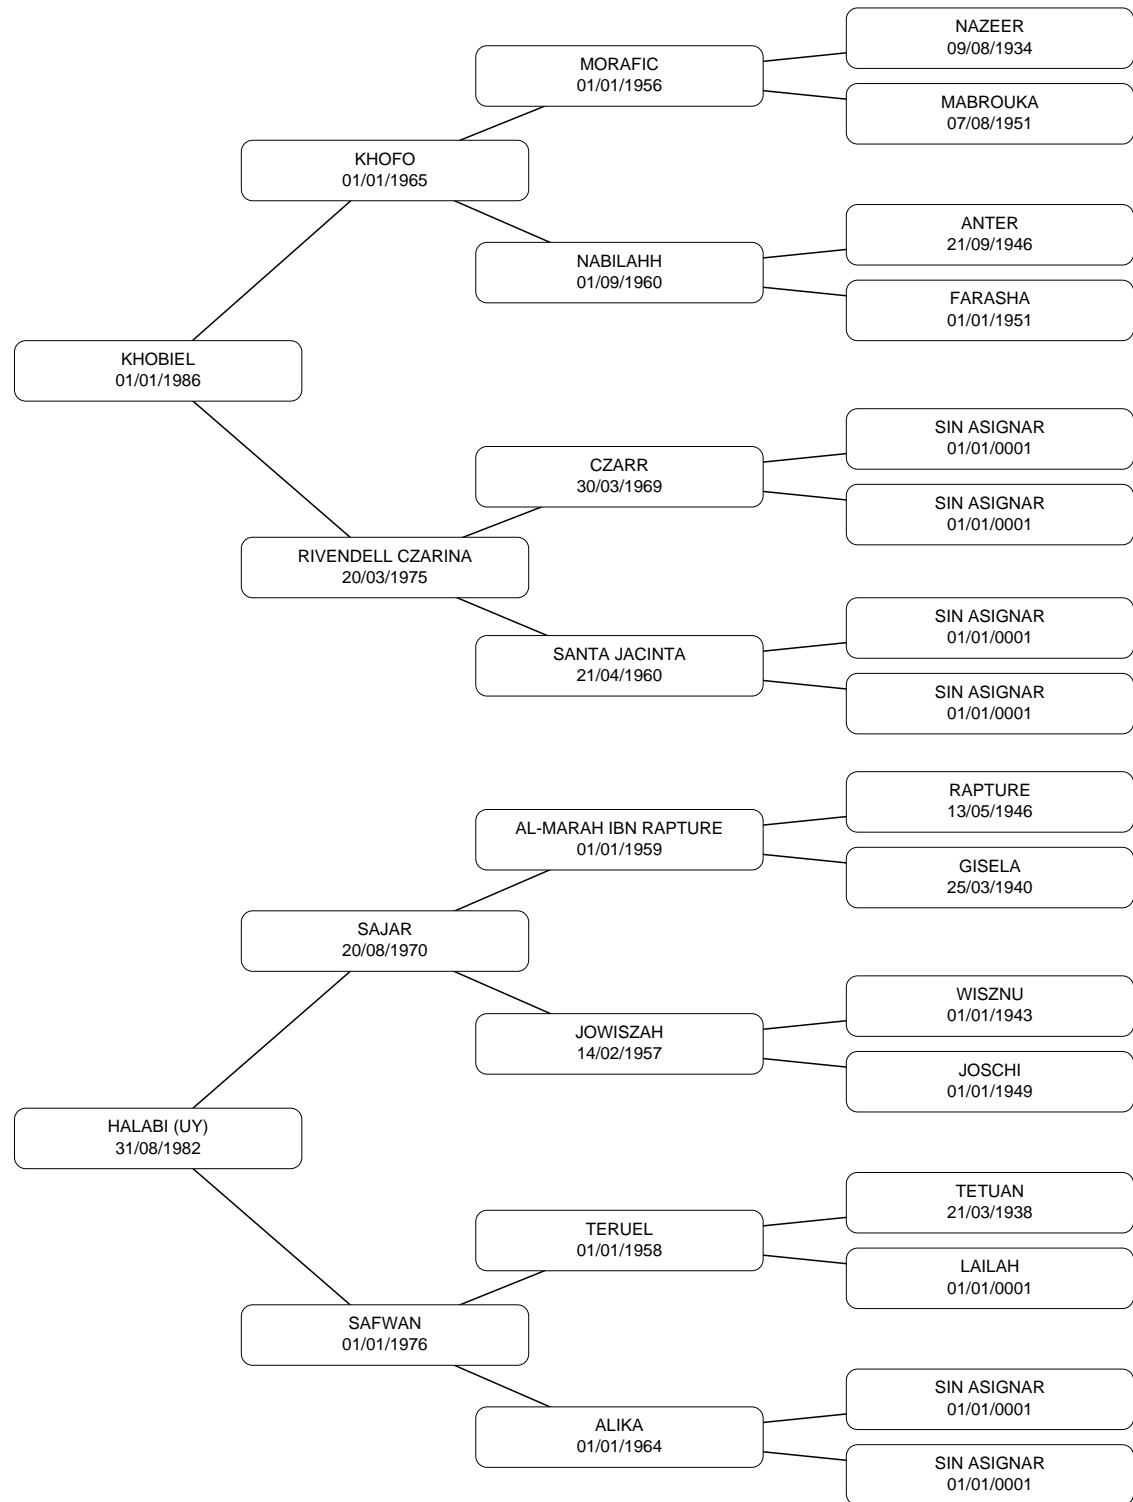 NAZEER
09/08/1934
MORAFIC
01/01/1956
MABROUKA
07/08/1951
KHOFO
01/01/1965
ANTER
21/09/1946
NABILAHH
01/09/1960
FARASHA
01/01/1951
KHOBIEL
01/01/1986
SIN ASIGNAR
01/01/0001
CZARR
30/03/1969
SIN ASIGNAR
01/01/0001
RIVENDELL CZARINA
20/03/1975
SIN ASIGNAR
01/01/0001
SANTA JACINTA
21/04/1960
SIN ASIGNAR
01/01/0001
RAPTURE
13/05/1946
AL-MARAH IBN RAPTURE
01/01/1959
GISELA
25/03/1940
SAJAR
20/08/1970
WISZNU
01/01/1943
JOWISZAH
14/02/1957
JOSCHI
01/01/1949
HALABI (UY)
31/08/1982
TETUAN
21/03/1938
TERUEL
01/01/1958
LAILAH
01/01/0001
SAFWAN
01/01/1976
SIN ASIGNAR
01/01/0001
ALIKA
01/01/1964
SIN ASIGNAR
01/01/0001